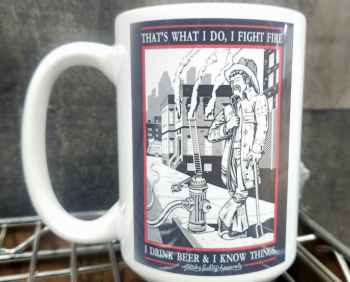 THAT'S WHAT I DO, I FIGHT FIRE
I DRINK BEER & I KNOW THINGS